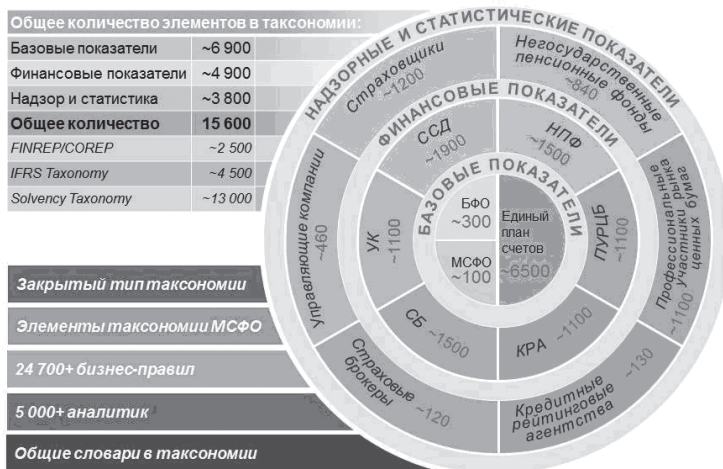 Общее количество элементов в таксономии:
Базовые показатели ~6 900
Финансовые показатели ~4 900
Надзор и статистика ~3 800
Общее количество 15 600
FINREP/COREP ~2 500
IFRS Taxonomy ~4 500
Solvency Taxonomy ~13 000
Закрытый тип таксономии
Элементы таксономии МСФО
24 700+ бизнес-правил
5 000+ аналитик
Общие словари в таксономии
НАДЗОРНЫЕ И СТАТИСТИЧЕСКИЕ ПОКАЗАТЕЛИ
Страховщики
~1200
Негосударственные
пенсионные фонды
~840
Профессиональные
участники рынка
ценных бумаг
~1100
Кредитные
рейтинговые
агентства
~130
Страховые
брокеры
~120
Управляющие компании
~460
ФИНАНСОВЫЕ ПОКАЗАТЕЛИ
ССД
~1900
НПФ
~1500
ПУРЦБ
~1100
КРА
~1100
СБ
~1500
УК
~1100
БАЗОВЫЕ ПОКАЗАТЕЛИ
БФО
~300
МСФО
~100
Единый
план
счетов
~6500